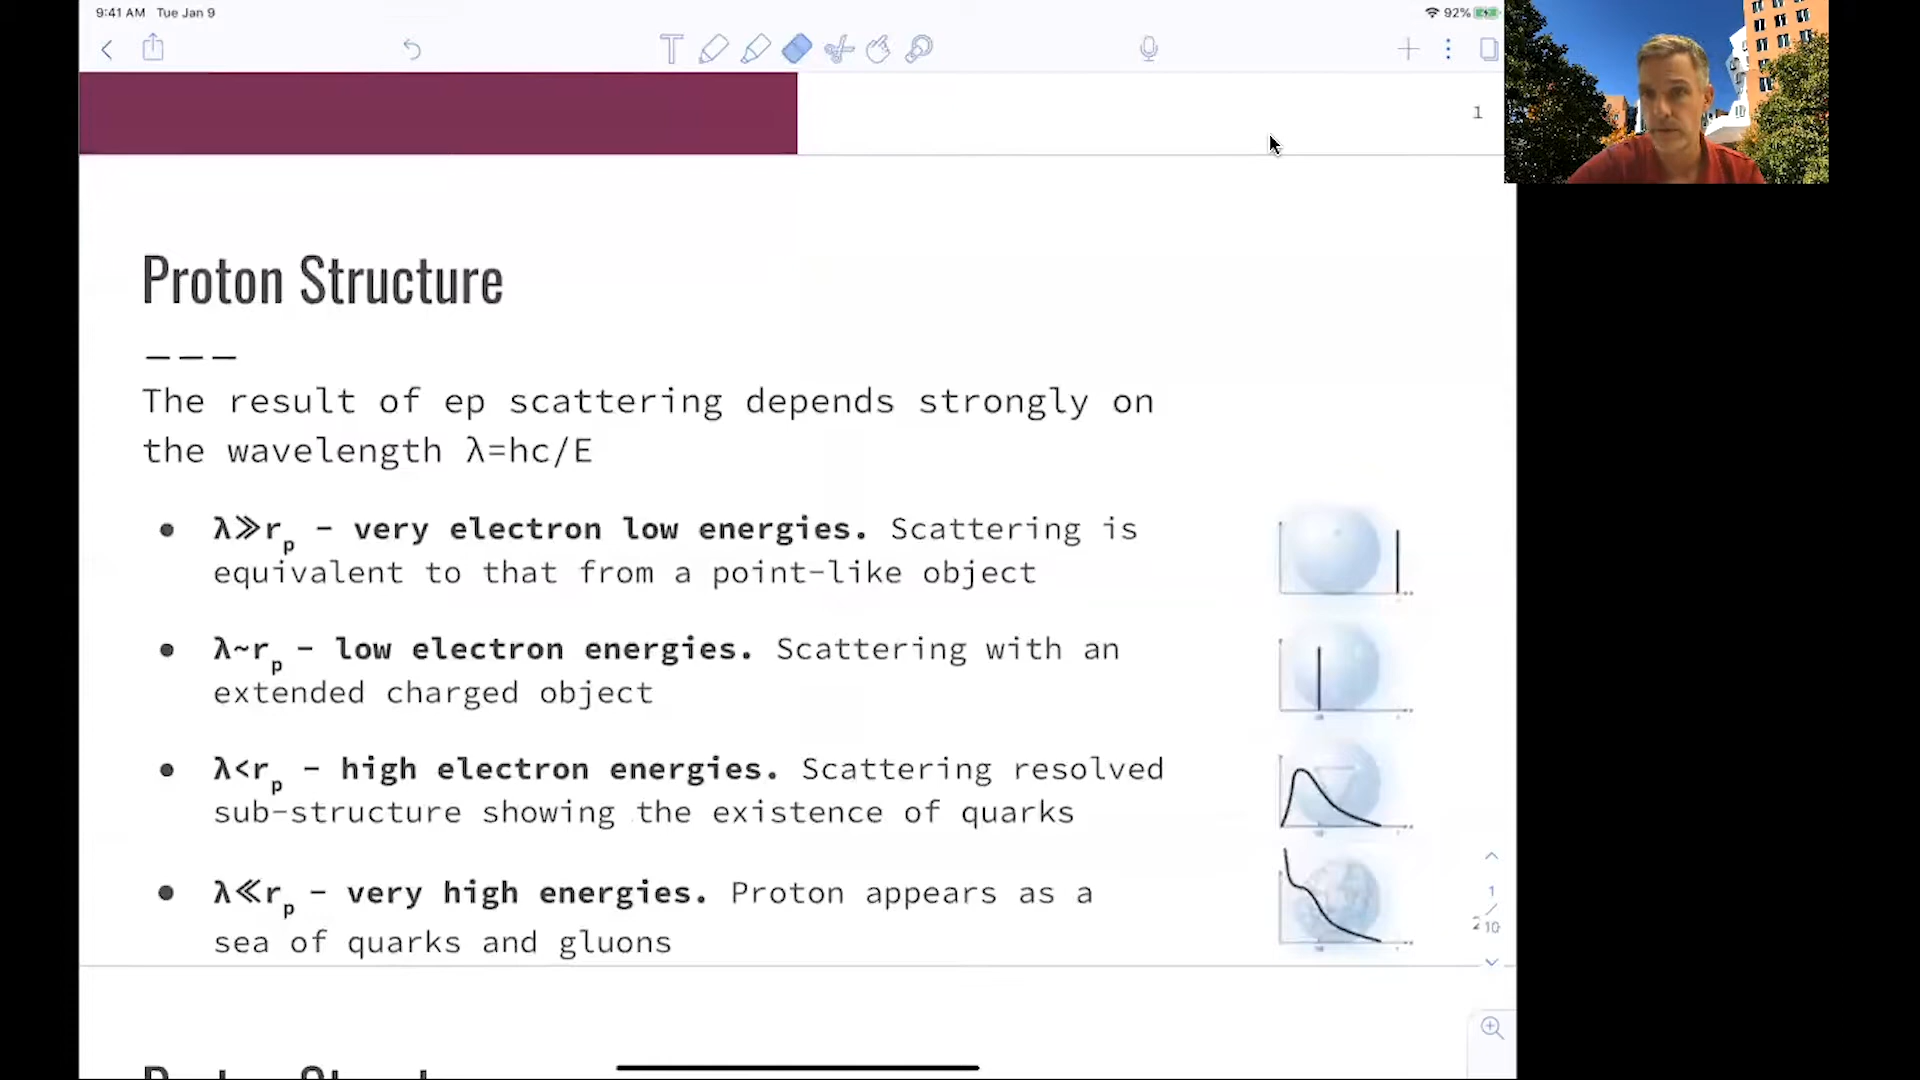 9:41 AM Tue Jan 9
92%
1
Proton Structure
---
The result of ep scattering depends strongly on
the wavelength λ=hc/E
● λ≫rp – very electron low energies. Scattering is
equivalent to that from a point-like object
● λ~rp – low electron energies. Scattering with an
extended charged object
● λ<rp – high electron energies. Scattering resolved
sub-structure showing the existence of quarks
● λ≪rp – very high energies. Proton appears as a
sea of quarks and gluons
1
/
10
2